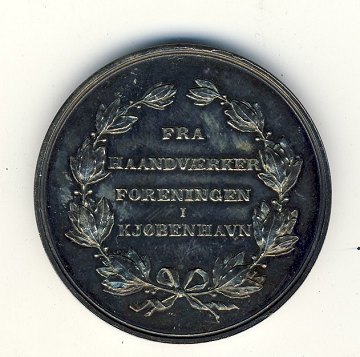 FRA
HAANDVÆRKER
FORENINGEN
I
KJØBENHAVN